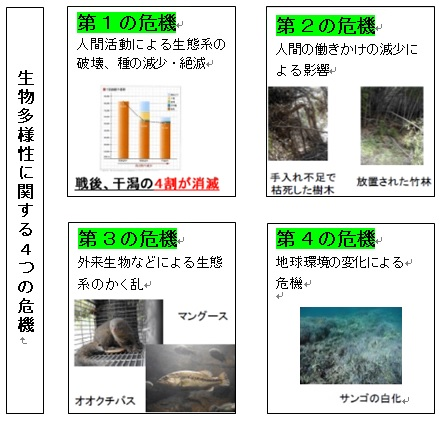 生物多様性に関する４つの危機
第１の危機
人間活動による生態系の
破壊、種の減少・絶滅
戦後、干潟の４割が消滅
第２の危機
人間の働きかけの減少に
よる影響
手入れ不足で
枯死した樹木
放置された竹林
第３の危機
外来生物などによる生態
系のかく乱
マングース
オオクチバス
第４の危機
地球環境の変化による
危機
サンゴの白化